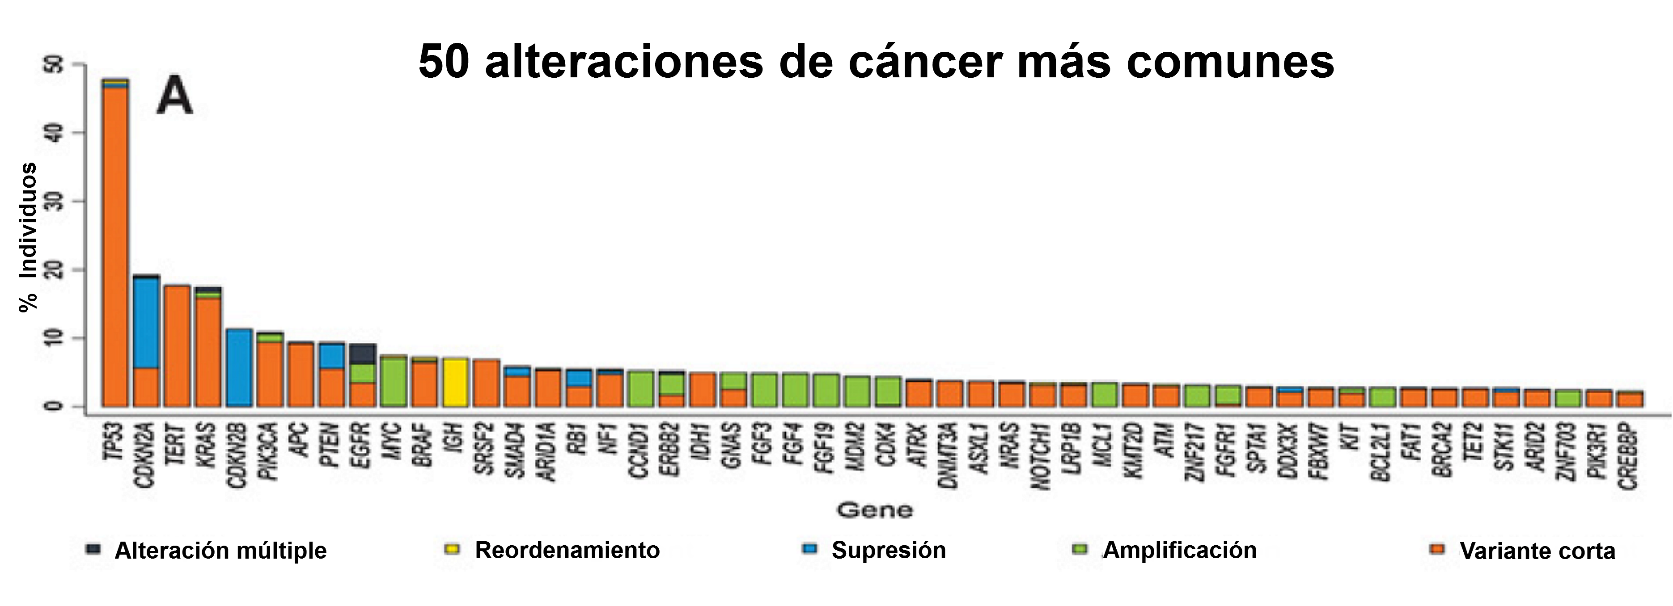 50 alteraciones de cáncer más comunes
A
% Individuos
50
40
30
20
10
0
TP53
CDKN2A
TERT
KRAS
CDKN2B
PIK3CA
APC
PTEN
EGFR
MYC
BRAF
IGH
SRSF2
SMAD4
ARID1A
RB1
NF1
CCND1
ERBB2
IDH1
GNAS
FGF3
FGF4
FGF19
MDM2
CDK4
ATRX
DNMT3A
ASXL1
NRAS
NOTCH1
LRP1B
MCL1
KMT2D
ATM
ZNF217
FGFR1
SPTA1
DDX3X
FBXW7
KIT
BCL2L1
FAT1
BRCA2
TET2
STK11
ARID2
ZNF703
PIK3R1
CREBBP
Gene
Alteración múltiple
Reordenamiento
Supresión
Amplificación
Variante corta